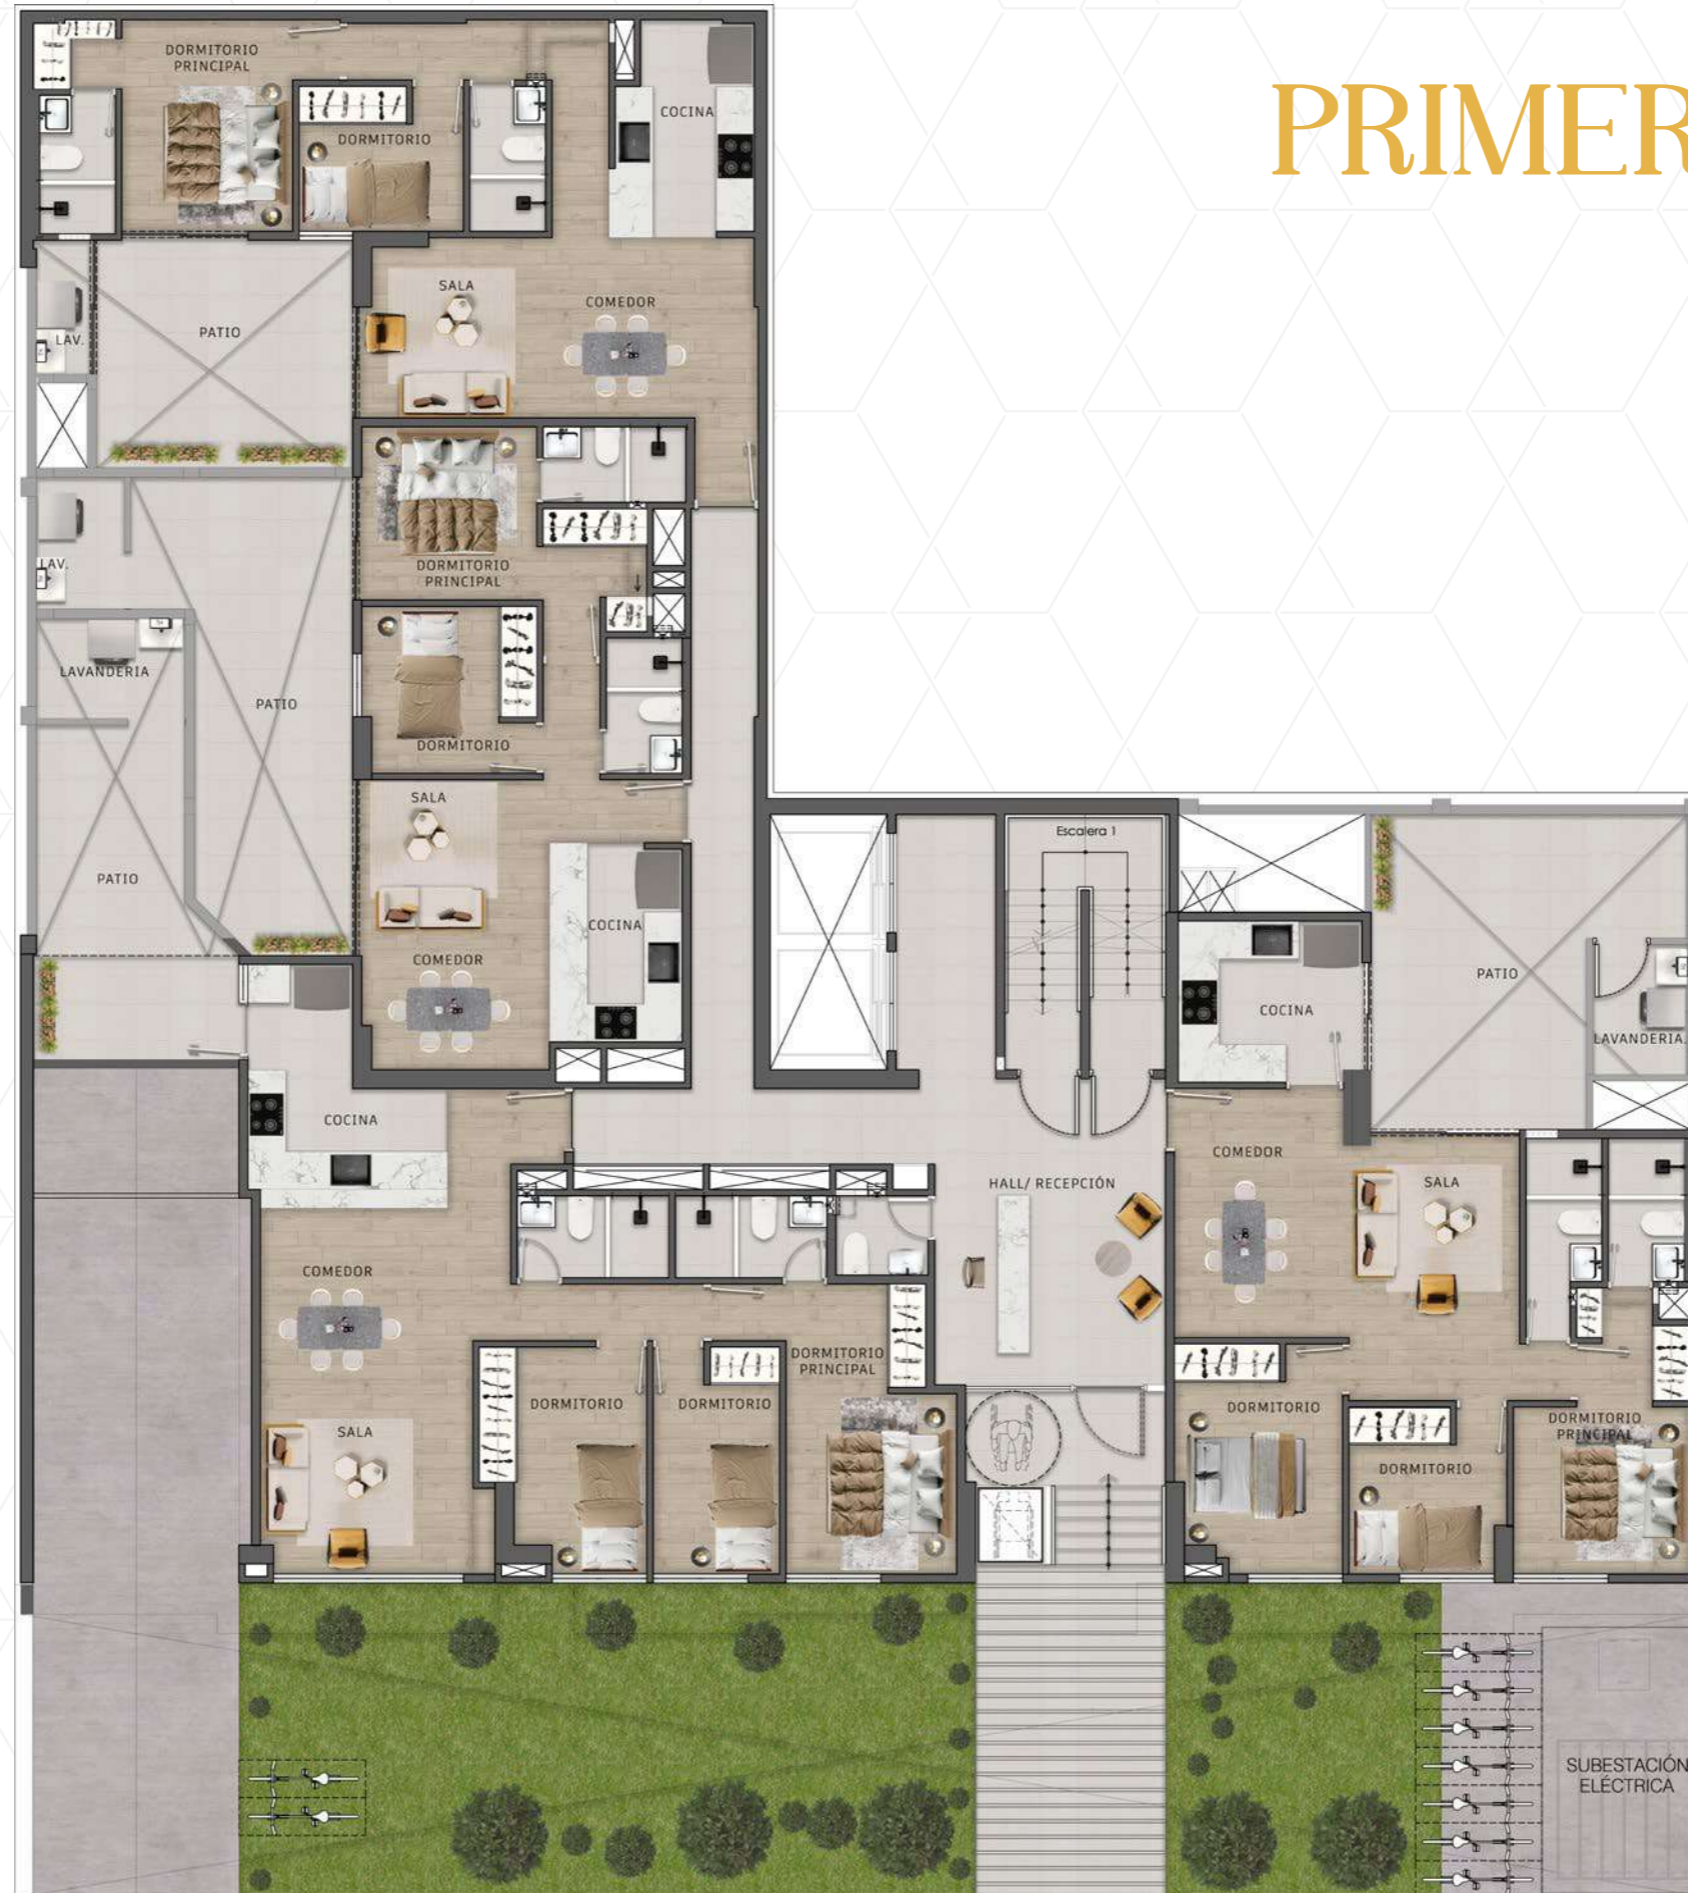 PRIMER
DORMITORIO
PRINCIPAL
DORMITORIO
COCINA
SALA
COMEDOR
PATIO
LAV.
DORMITORIO
PRINCIPAL
LAV.
LAVANDERIA
PATIO
DORMITORIO
SALA
PATIO
COCINA
COMEDOR
Escalera 1
PATIO
COCINA
LAVANDERIA
COCINA
COMEDOR
HALL/ RECEPCIÓN
SALA
COMEDOR
DORMITORIO
PRINCIPAL
DORMITORIO
DORMITORIO
SALA
DORMITORIO
DORMITORIO
PRINCIPAL
DORMITORIO
SUBESTACIÓN
ELÉCTRICA